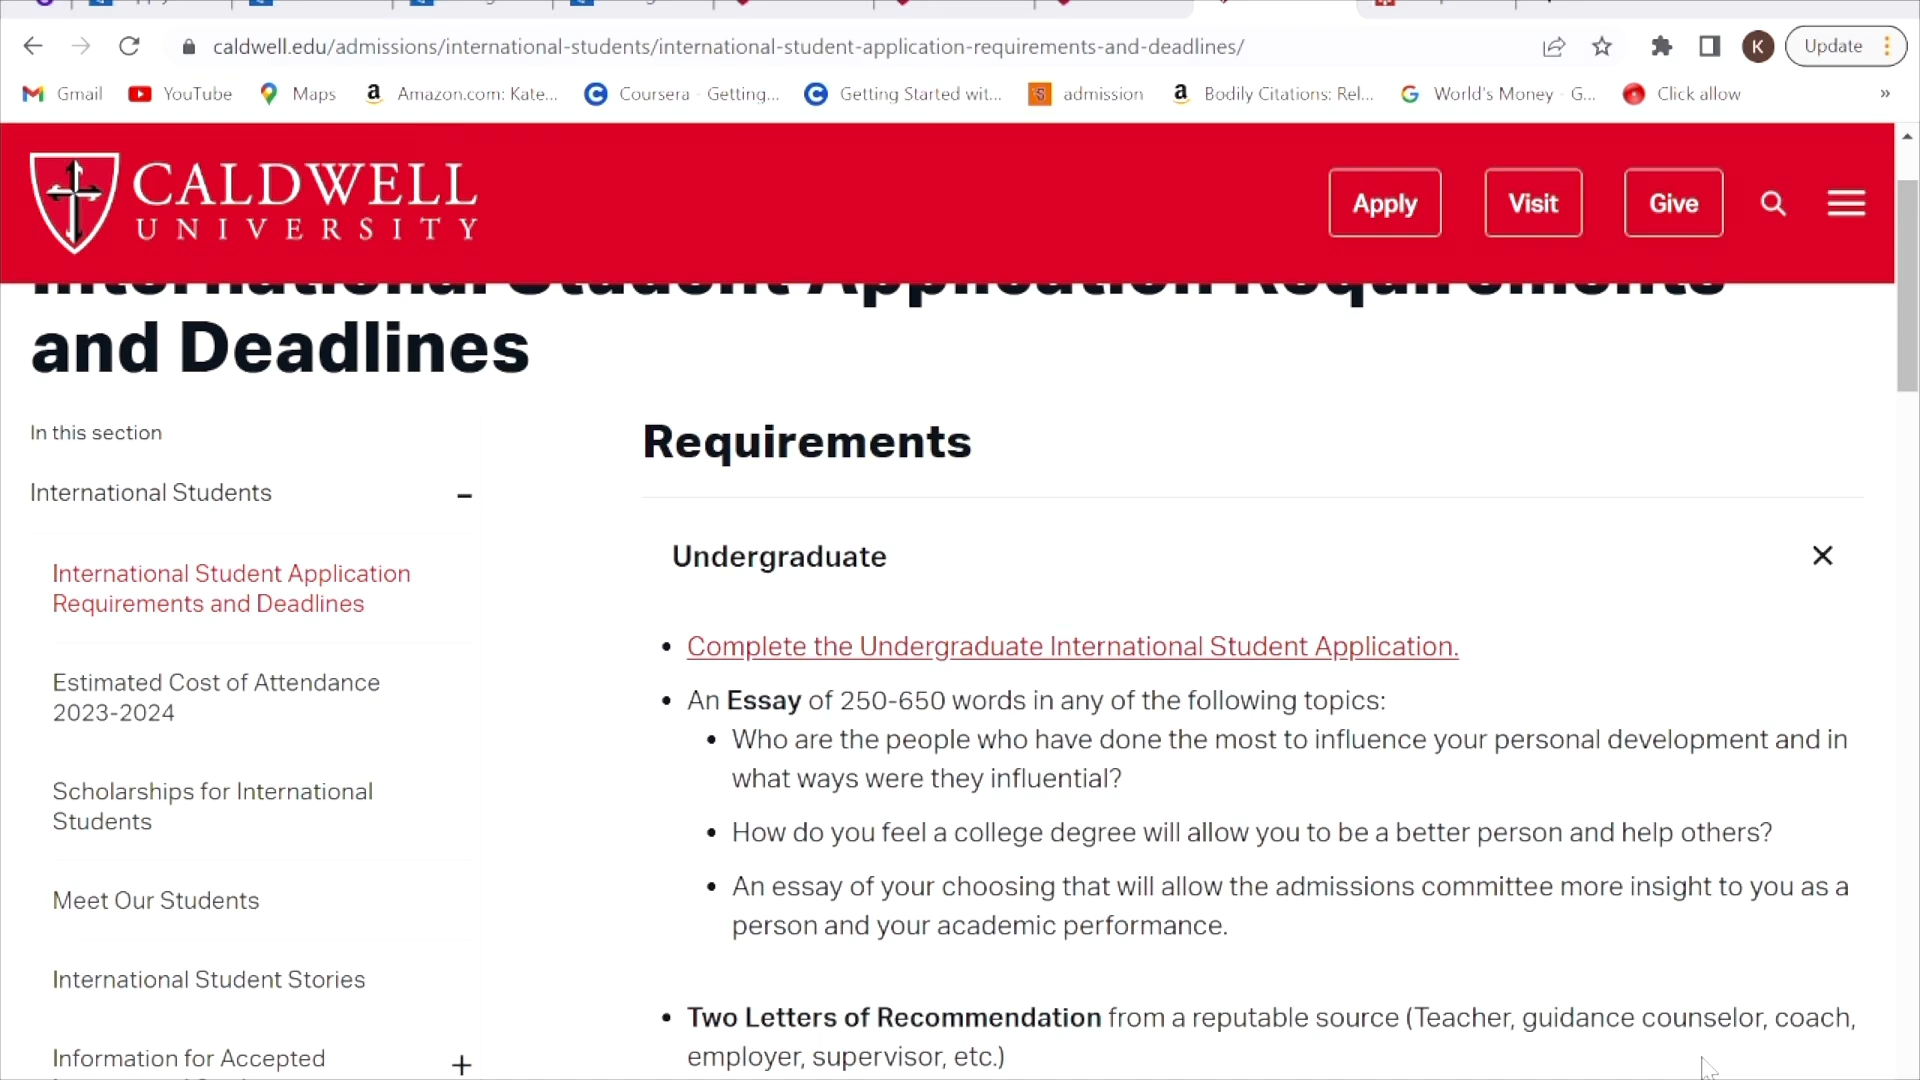 caldwell.edu/admissions/international-students/international-student-application-requirements-and-deadlines/
K
Update
Gmail
YouTube
Maps
Amazon.com: Kate...
Coursera - Getting...
Getting Started wit...
admission
Bodily Citations: Rel...
World's Money - G...
Click allow
»
CALDWELL
UNIVERSITY
Apply
Visit
Give
International Student Application Requirements
and Deadlines
In this section
International Students
International Student Application
Requirements and Deadlines
Estimated Cost of Attendance
2023-2024
Scholarships for International
Students
Meet Our Students
International Student Stories
Information for Accepted
Requirements
Undergraduate
• Complete the Undergraduate International Student Application.
• An Essay of 250-650 words in any of the following topics:
• Who are the people who have done the most to influence your personal development and in
what ways were they influential?
• How do you feel a college degree will allow you to be a better person and help others?
• An essay of your choosing that will allow the admissions committee more insight to you as a
person and your academic performance.
• Two Letters of Recommendation from a reputable source (Teacher, guidance counselor, coach,
employer, supervisor, etc.)